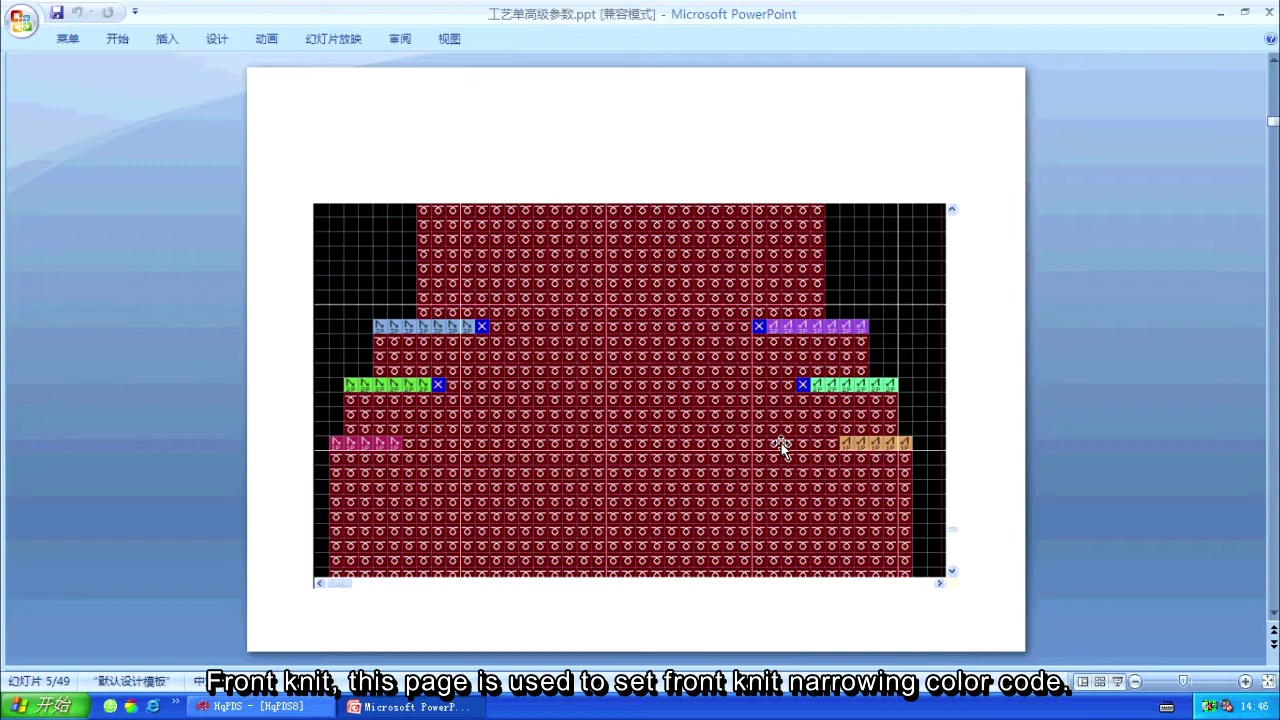 工艺单高级参数.ppt [兼容模式] - Microsoft PowerPoint
菜单 开始 插入 设计 动画 幻灯片放映 审阅 视图
Front knit, this page is used to set front knit narrowing color code.
幻灯片 5/49 "默认设计模板" 中
开始 HqPDS - [HqPDS8] Microsoft PowerP... 14:46